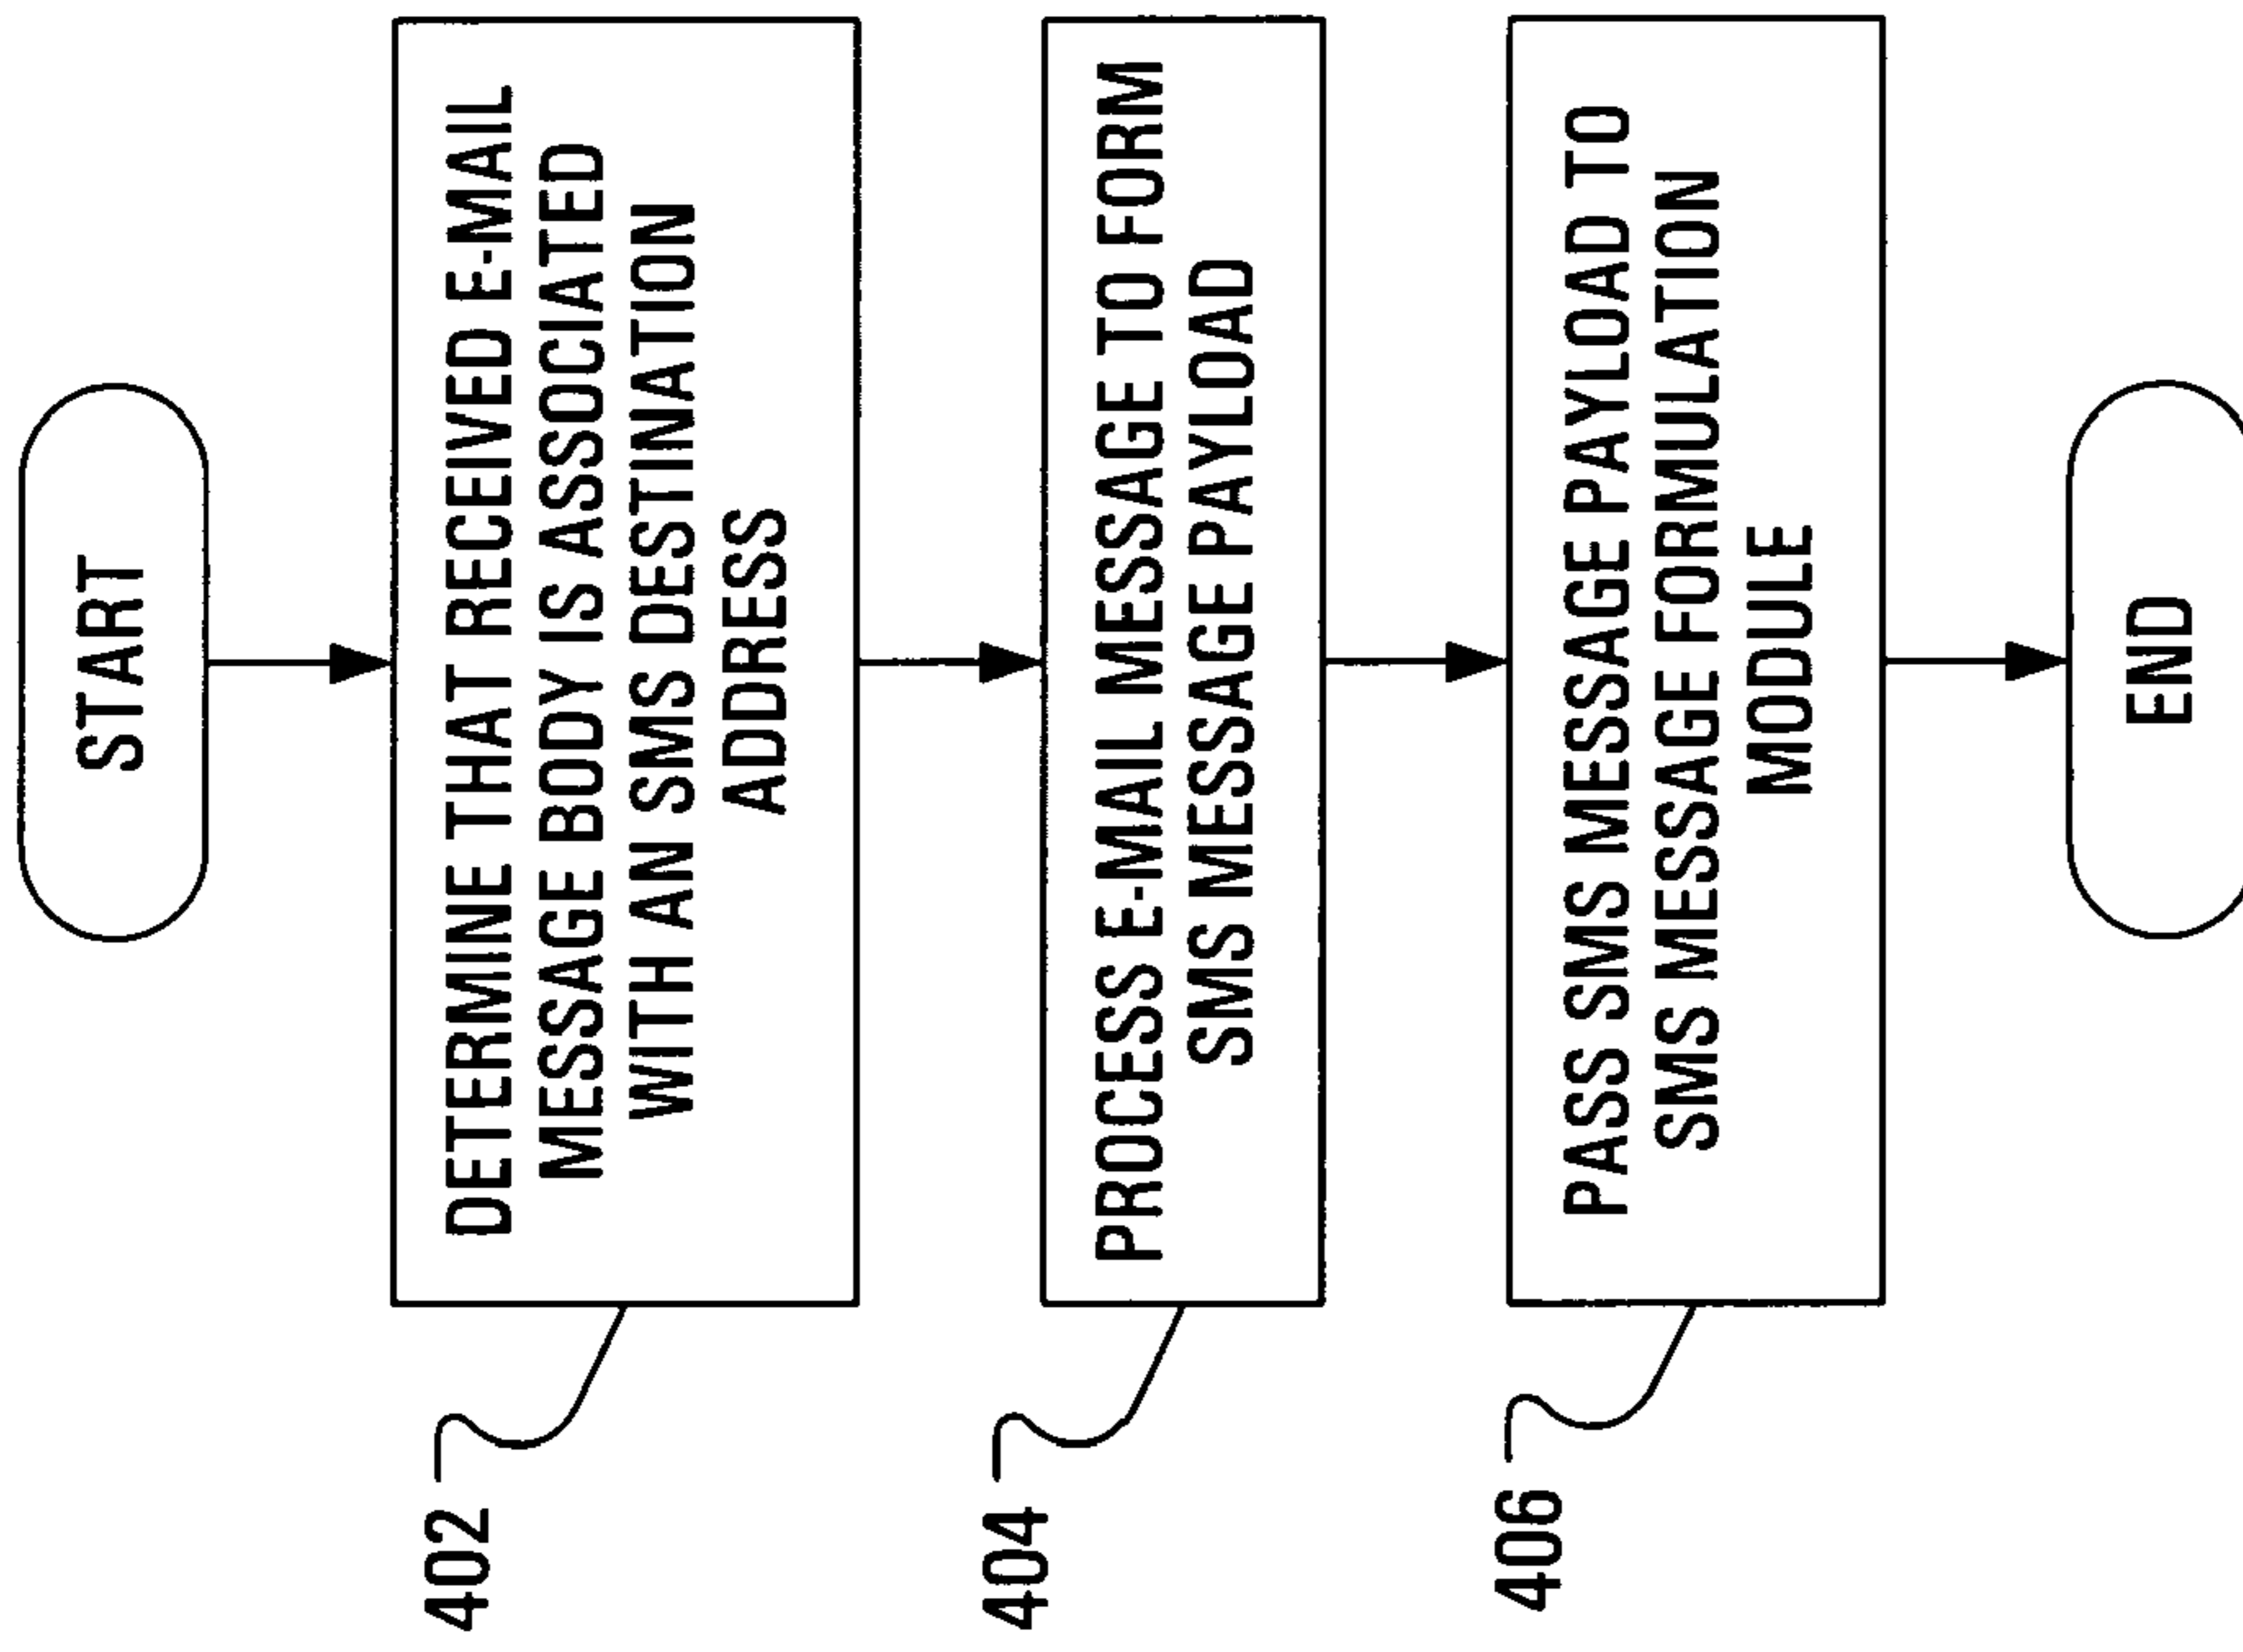 START
DETERMINE THAT RECEIVED E-MAIL
MESSAGE BODY IS ASSOCIATED
WITH AN SMS DESTINATION
ADDRESS
402
PROCESS E-MAIL MESSAGE TO FORM
SMS MESSAGE PAYLOAD
404
PASS SMS MESSAGE PAYLOAD TO
SMS MESSAGE FORMULATION
MODULE
406
END